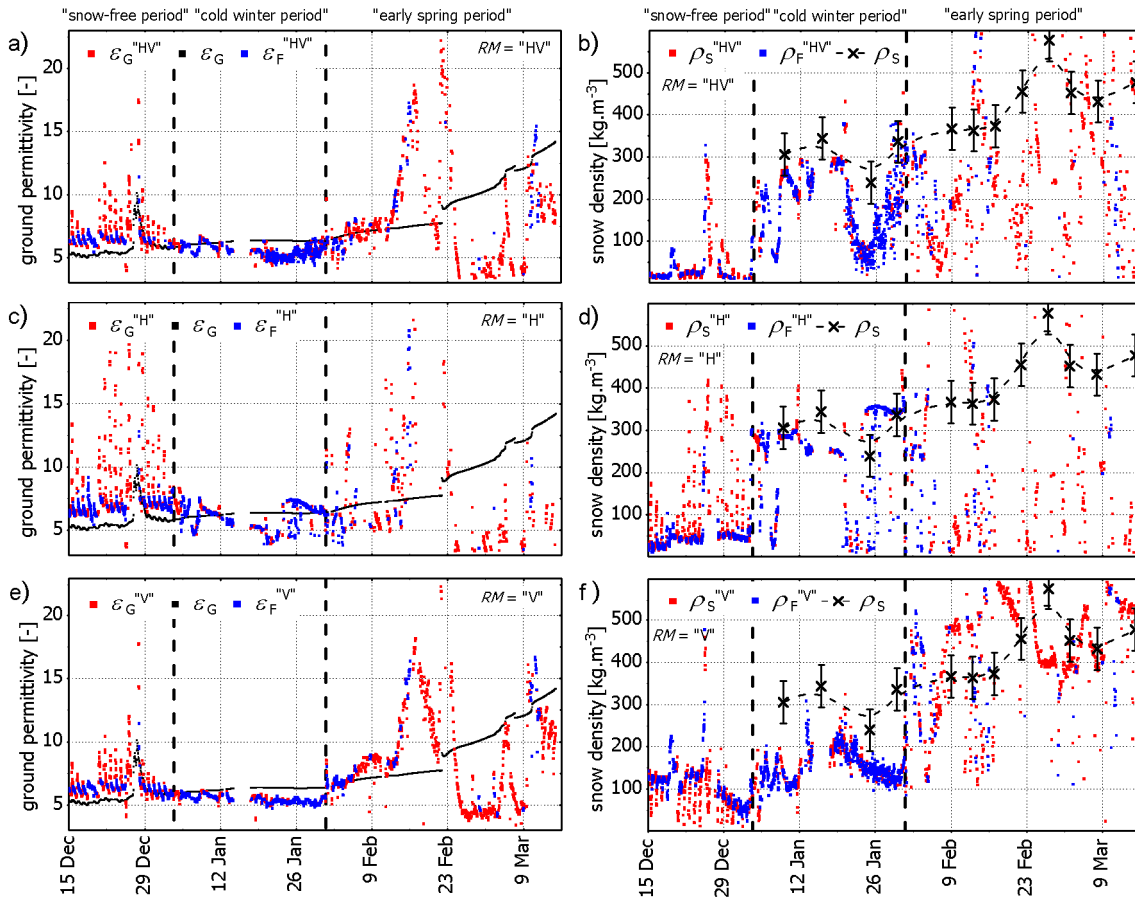 "snow-free period" "cold winter period" "early spring period" "snow-free period" "cold winter period" "early spring period"
a) ε_G"HV" ε_G ε_F"HV" RM = "HV"
ground permittivity [-]
20
15
10
5
b) ρ_S"HV" ρ_F"HV" ρ_S
RM = "HV"
snow density [kg.m-3]
500
400
300
200
100
c) ε_G"H" ε_G ε_F"H" RM = "H"
ground permittivity [-]
20
15
10
5
d) ρ_S"H" ρ_F"H" ρ_S
RM = "H"
snow density [kg.m-3]
500
400
300
200
100
e) ε_G"V" ε_G ε_F"V" RM = "V"
ground permittivity [-]
20
15
10
5
f) ρ_S"V" ρ_F"V" ρ_S
RM = "V"
snow density [kg.m-3]
500
400
300
200
100
15 Dec
29 Dec
12 Jan
26 Jan
9 Feb
23 Feb
9 Mar
15 Dec
29 Dec
12 Jan
26 Jan
9 Feb
23 Feb
9 Mar